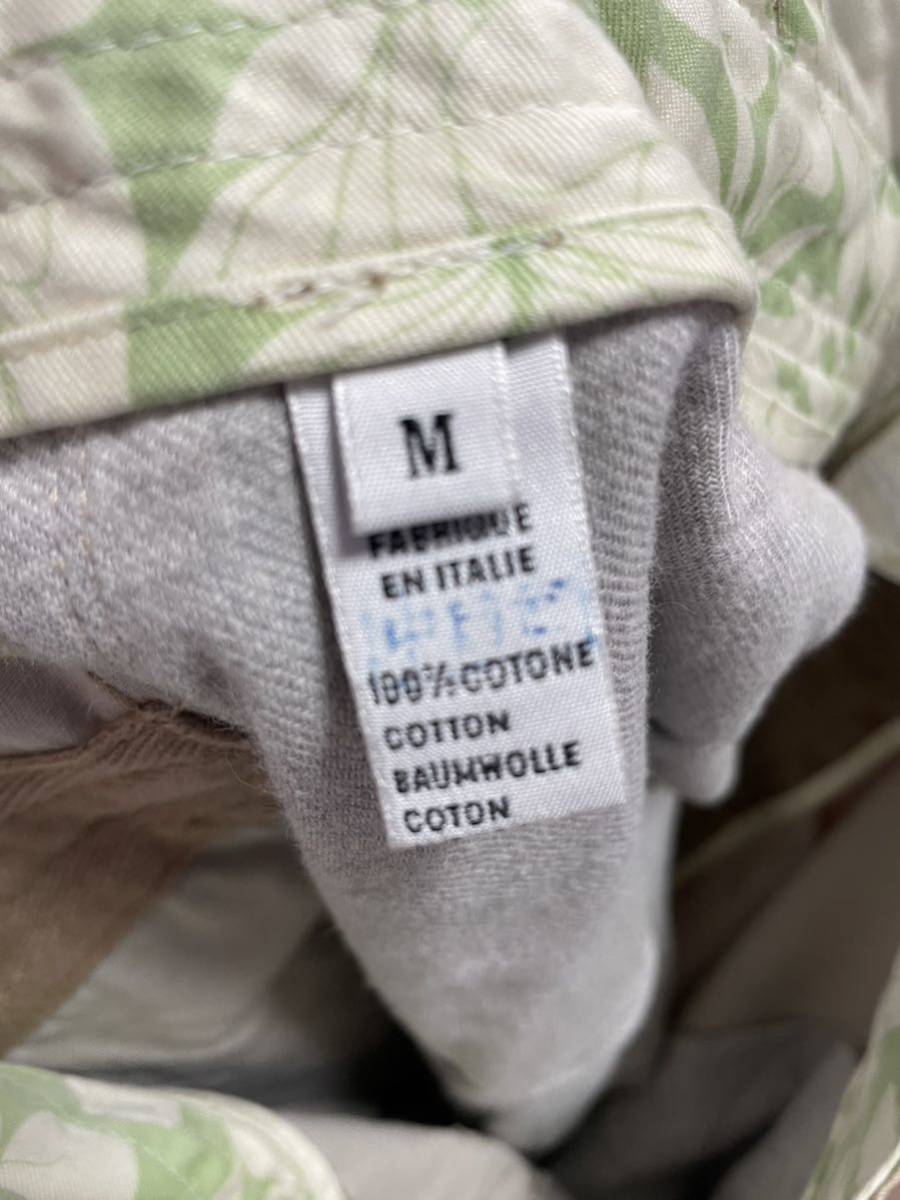 M
FABRIQUE
EN ITALIE
100% COTONE
COTTON
BAUMWOLLE
COTON